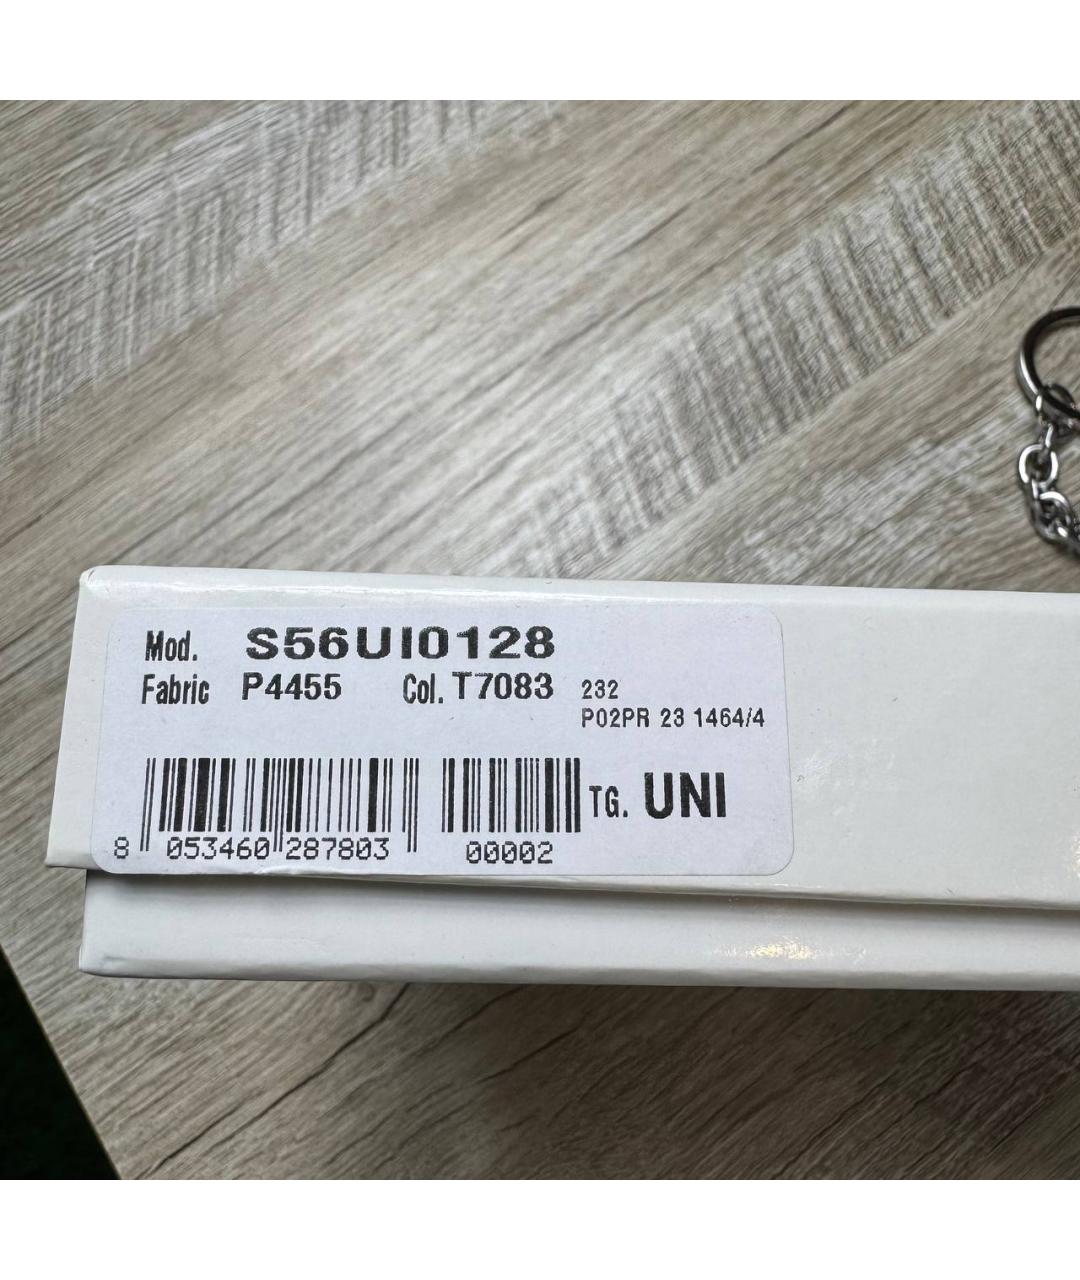 Mod. S56UI0128
Fabric P4455 Col. T7083 232
P02PR 23 1464/4
TG. UNI
8 053460 287803 00002